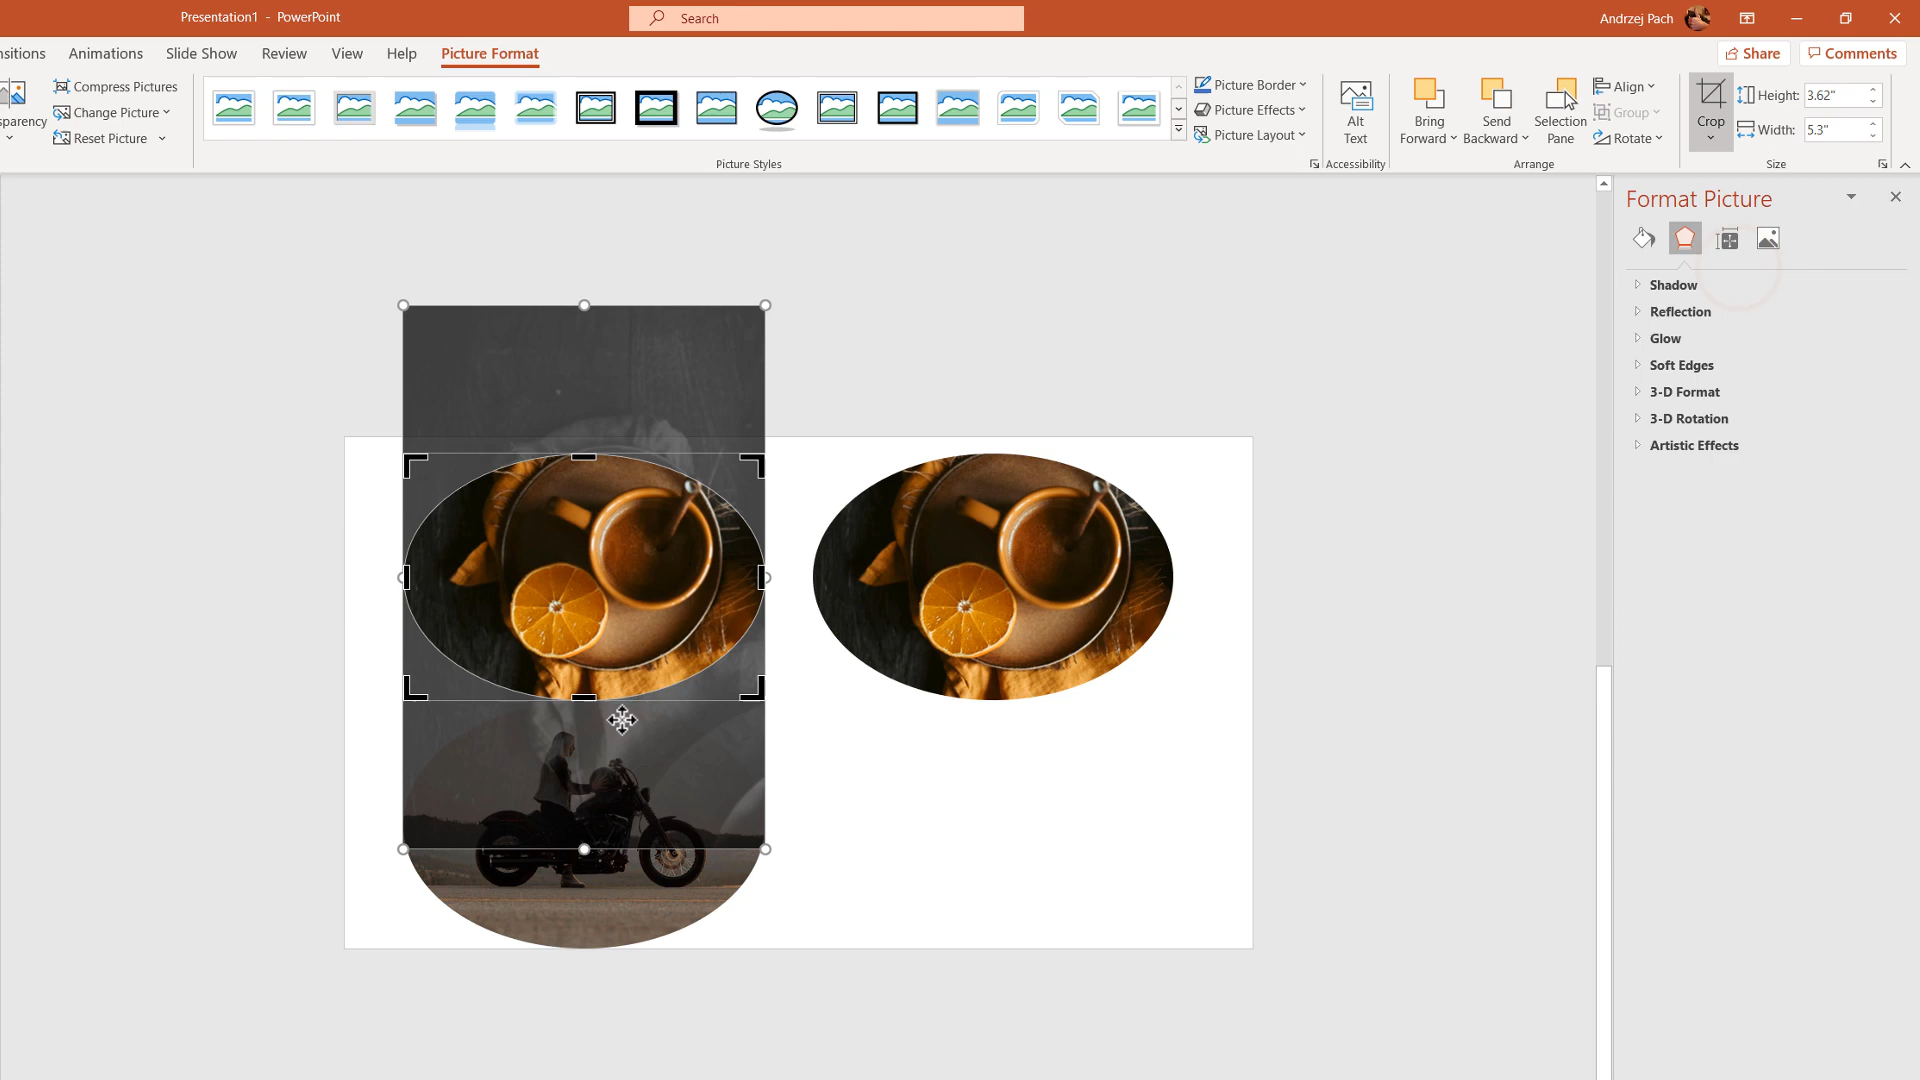 Presentation1 - PowerPoint
Search
Andrzej Pach
nsitions Animations Slide Show Review View Help Picture Format
Share Comments
sparency
Compress Pictures
Change Picture
Reset Picture
Picture Styles
Picture Border
Picture Effects
Picture Layout
Alt
Text
Accessibility
Bring
Forward
Send
Backward
Selection
Pane
Align
Group
Rotate
Arrange
Crop
Height: 3.62"
Width: 5.3"
Size
Format Picture
Shadow
Reflection
Glow
Soft Edges
3-D Format
3-D Rotation
Artistic Effects